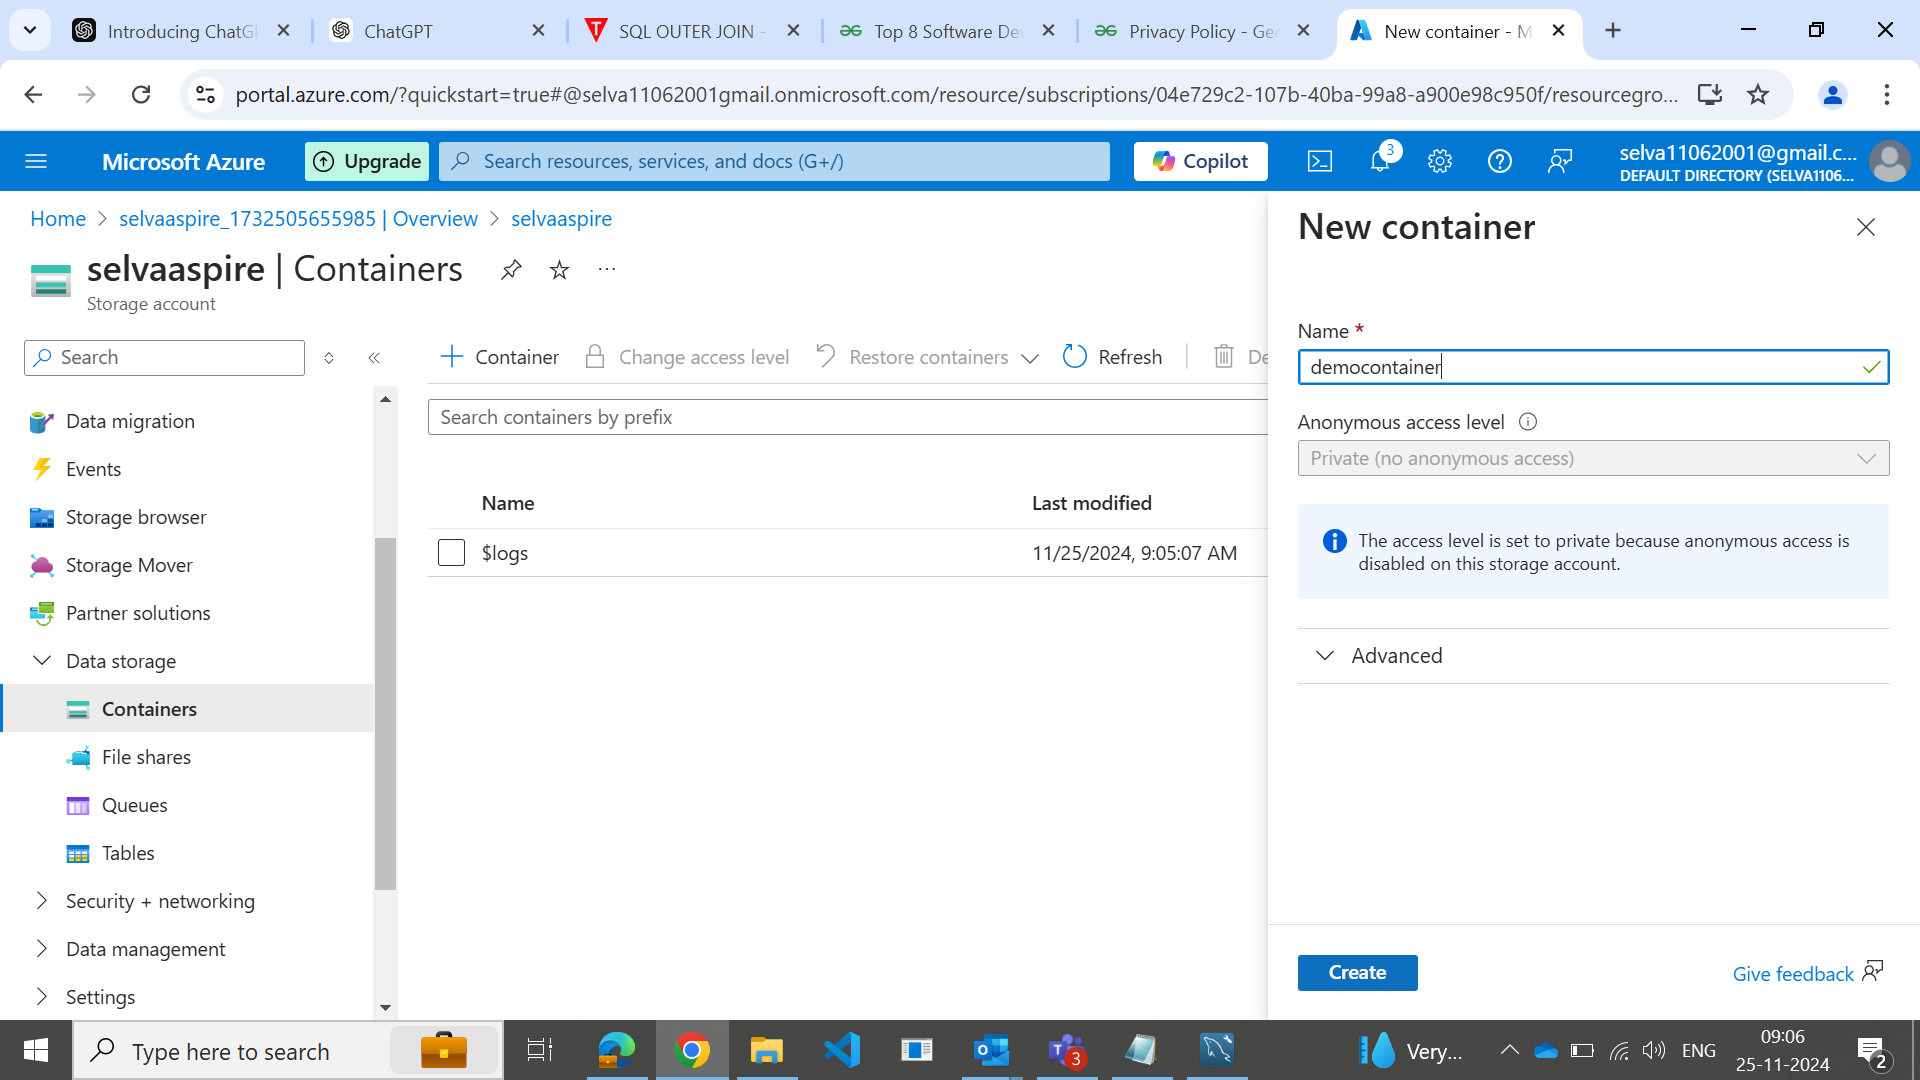 Introducing ChatGP
ChatGPT
SQL OUTER JOIN -
Top 8 Software Dev
Privacy Policy - Gee
New container - M
portal.azure.com/?quickstart=true#@selva11062001gmail.onmicrosoft.com/resource/subscriptions/04e729c2-107b-40ba-99a8-a900e98c950f/resourcegro...
Microsoft Azure
Upgrade
Search resources, services, and docs (G+/)
Copilot
3
selva11062001@gmail.c...
DEFAULT DIRECTORY (SELVA1106...
Home > selvaaspire_1732505655985 | Overview > selvaaspire
selvaaspire | Containers
Storage account
Search
Data migration
Events
Storage browser
Storage Mover
Partner solutions
Data storage
Containers
File shares
Queues
Tables
Security + networking
Data management
Settings
Container
Change access level
Restore containers
Refresh
De
Search containers by prefix
Name
Last modified
$logs
11/25/2024, 9:05:07 AM
New container
Name *
democontainer
Anonymous access level
Private (no anonymous access)
The access level is set to private because anonymous access is
disabled on this storage account.
Advanced
Create
Give feedback
Type here to search
3
Very...
ENG
09:06
25-11-2024
2